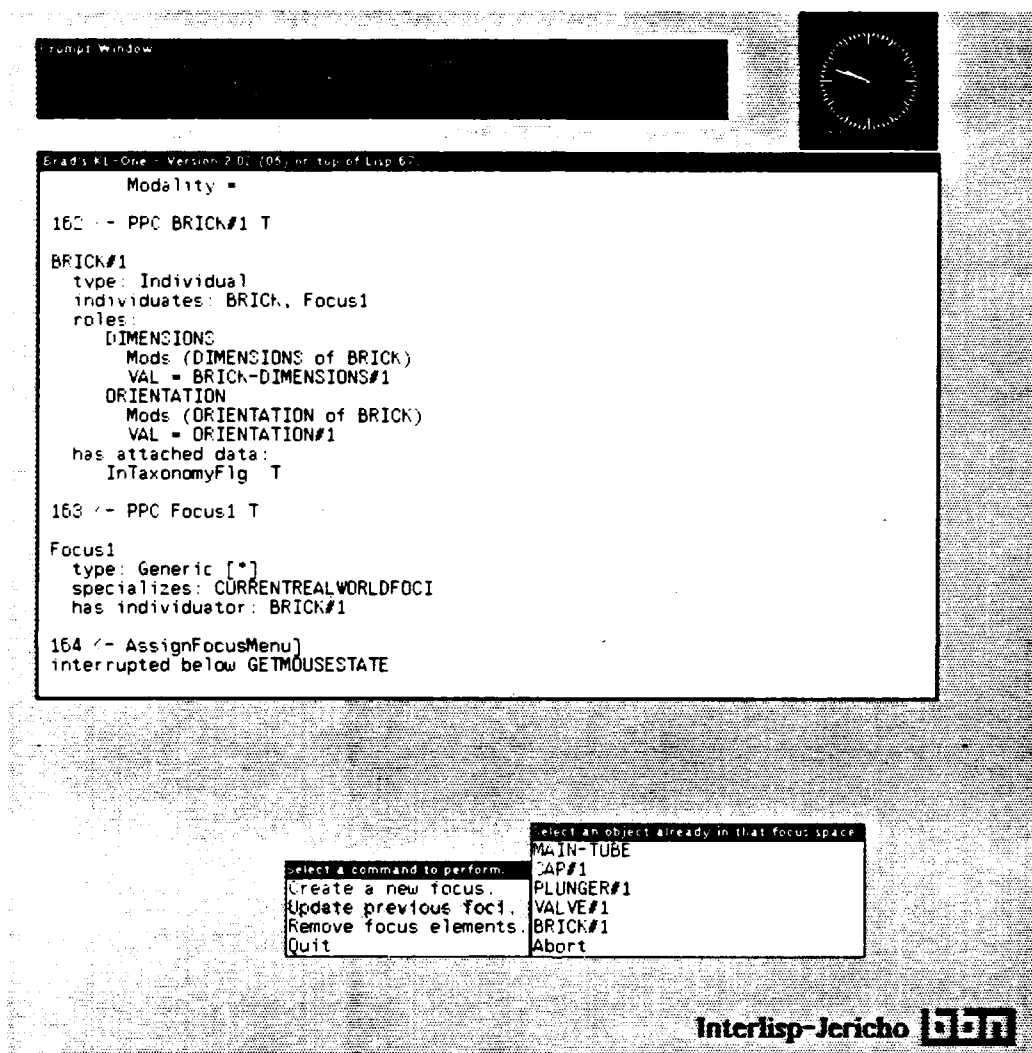 Prompt Window
Brad's KL-One - Version 2.02 (05) on top of Lisp 67.
Modality =
162 <- PPC BRICK#1 T
BRICK#1
type: Individual
individuates: BRICK, Focus1
roles:
DIMENSIONS
Mods (DIMENSIONS of BRICK)
VAL = BRICK-DIMENSIONS#1
ORIENTATION
Mods (ORIENTATION of BRICK)
VAL = ORIENTATION#1
has attached data:
InTaxonomyFlg T
163 <- PPC Focus1 T
Focus1
type: Generic [*]
specializes: CURRENTREALWORLDFOCI
has individuator: BRICK#1
164 <- AssignFocusMenu]
interrupted below GETMOUSESTATE
Select an object already in that focus space
MAIN-TUBE
CAP#1
PLUNGER#1
VALVE#1
BRICK#1
Abort
Select a command to perform.
Create a new focus.
Update previous foci.
Remove focus elements.
Quit
Interlisp-Jericho bbn